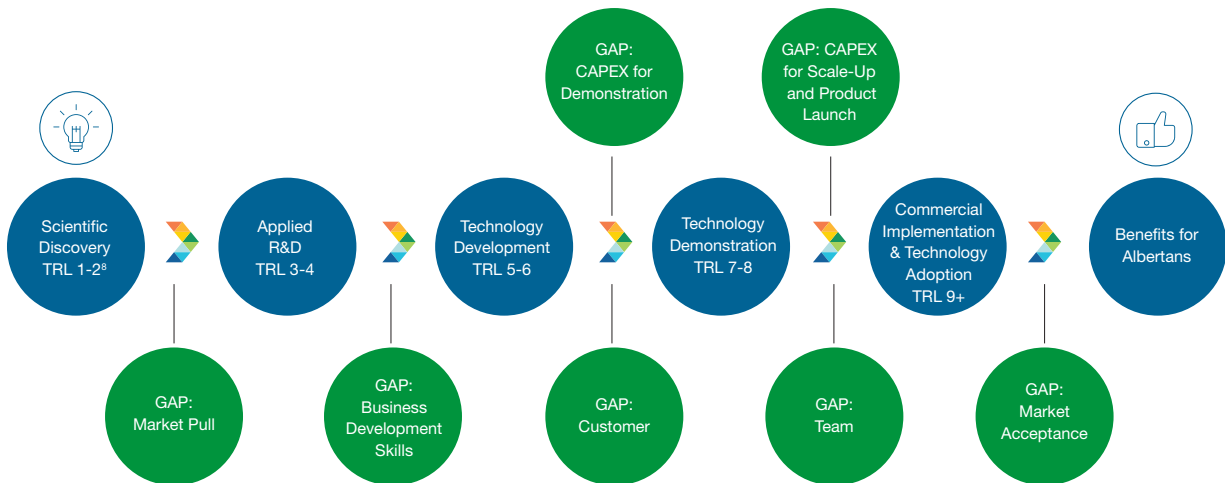 GAP:
CAPEX for
Demonstration
GAP: CAPEX
for Scale-Up
and Product
Launch
Scientific
Discovery
TRL 1-2⁸
Applied
R&D
TRL 3-4
Technology
Development
TRL 5-6
Technology
Demonstration
TRL 7-8
Commercial
Implementation
& Technology
Adoption
TRL 9+
Benefits for
Albertans
GAP:
Market Pull
GAP:
Business
Development
Skills
GAP:
Customer
GAP:
Team
GAP:
Market
Acceptance